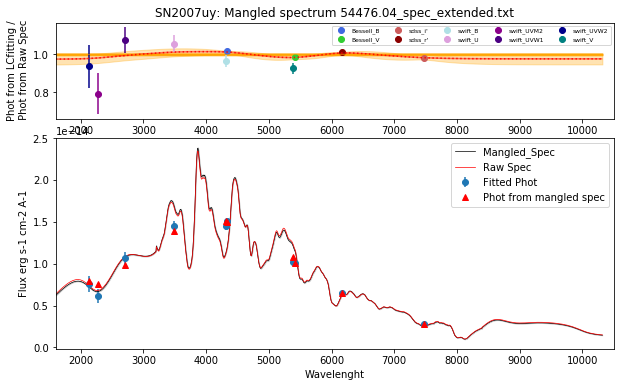 SN2007uy: Mangled spectrum 54476.04_spec_extended.txt
Phot from LCfitting /
Phot from Raw Spec
1.0
0.8
Bessell_B
Bessell_V
sdss_i'
sdss_r'
swift_B
swift_U
swift_UVM2
swift_UVW1
swift_UVW2
swift_V
2000 3000 4000 5000 6000 7000 8000 9000 10000
1e−14
Flux erg s-1 cm-2 A-1
2.5
2.0
1.5
1.0
0.5
0.0
Mangled_Spec
Raw Spec
Fitted Phot
Phot from mangled spec
2000 3000 4000 5000 6000 7000 8000 9000 10000
Wavelenght